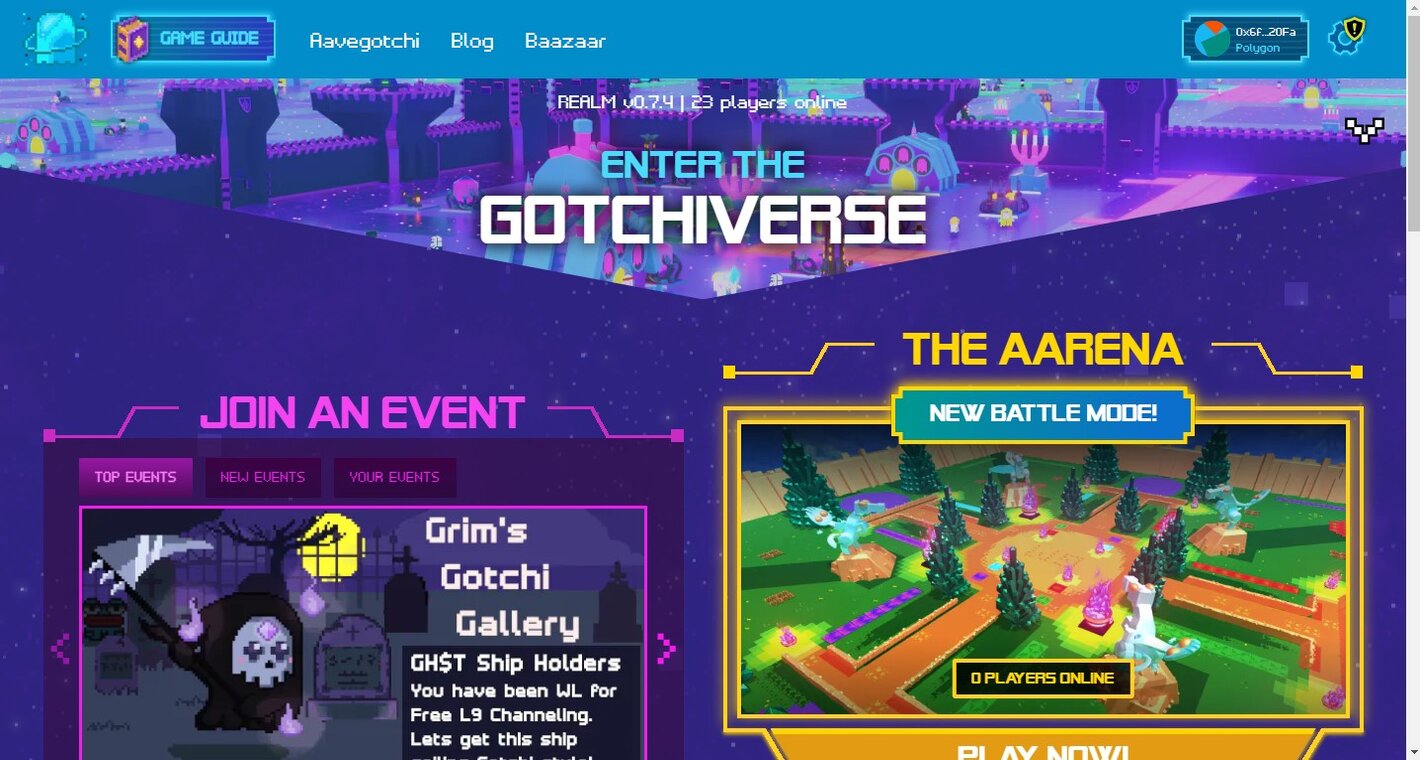 GAME GUIDE
Aavegotchi
Blog
Baazaar
0x6f...20Fa
Polygon
REALM v0.7.4 | 23 players online
ENTER THE
GOTCHIVERSE
JOIN AN EVENT
TOP EVENTS
NEW EVENTS
YOUR EVENTS
Grim's
Gotchi
Gallery
GH$T Ship Holders
You have been WL for
Free L9 Channeling.
Lets get this ship
THE AARENA
NEW BATTLE MODE!
0 PLAYERS ONLINE
PLAY NOW!